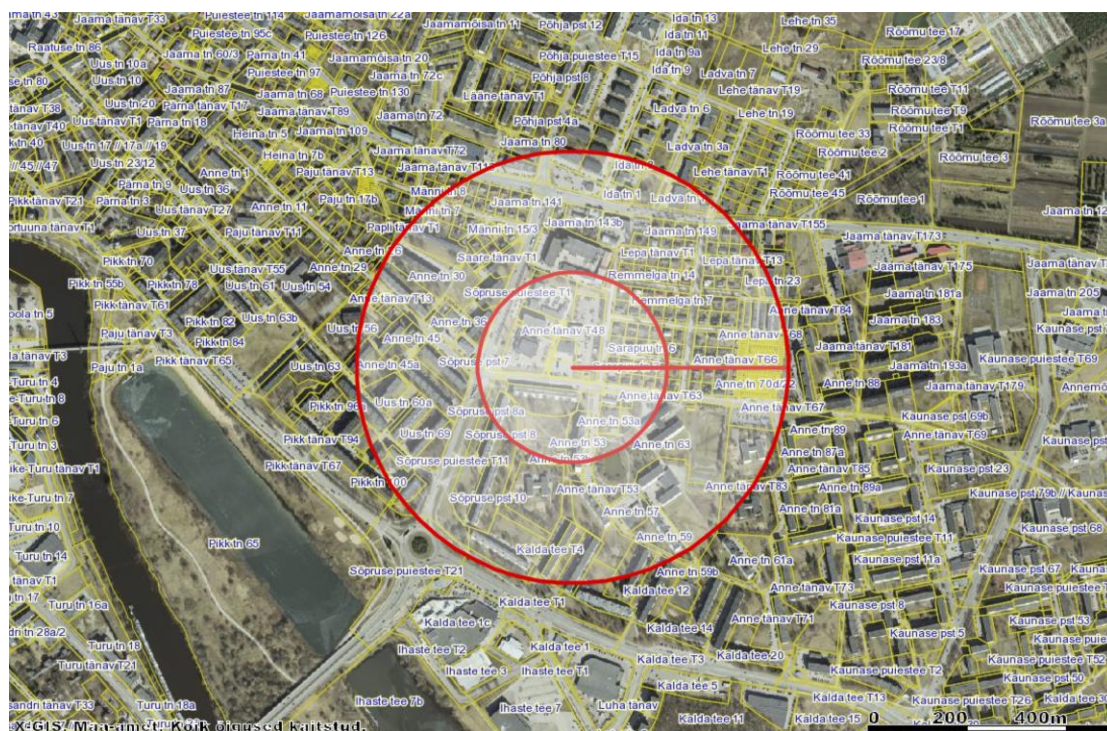 Puiestee tn 114
Jaamamõisa tn 22a
Jaamamõisa tn 11
Põhja pst 12
Ida tn 13
Lehe tn 35
Jaama tänav T33
Puiestee tn 95c
Ida tn 11
Rõõmu tee 17
Raatuse tn 86
Jaama tn 60/3
Pärna tn 41
Puiestee tn 126
Jaamamõisa tn 20
Põhja puiestee T15
Ida tn 9a
Lehe tn 29
Rõõmu tee 23/8
Uus tn 10a
Uus tn 10
Jaama tn 87
Puiestee tn 97
Jaama tn 72c
Põhja pst 8
Ida tn 9
Ladva tn 7
Jaama tn 68
Puiestee tn 130
Lääne tänav T1
Lehe tänav T19
Rõõmu tee T11
Uus tn 20
Pärna tänav T17
Jaama tänav T89
Jaama tn 72
Põhja pst 4a
Ladva tn 6
Lehe tn 19
Rõõmu tee T9
Rõõmu tee 3a
Uus tänav T1
Pärna tn 18
Heina tn 5
Jaama tn 109
Rõõmu tee 33
Rõõmu tee T1
Uus tn 17 // 17a // 19
Jaama tänav T72
Jaama tn 80
Ladva tn 3a
Rõõmu tee 2
Rõõmu tee 3
// 45 // 47
Uus tn 23/12
Anne tn 1
Heina tn 7b
Paju tänav T13
Lehe tänav T1
Rõõmu tee 41
Pärna tn 9
Uus tn 36
Männi tn 8
Ida tn 1
Rõõmu tee 45
Pikk tänav T21
Pärna tn 3
Uus tänav T27
Anne tn 11
Paju tn 17b
Männi tn 7
Jaama tn 141
Rõõmu tee 1
Uus tn 37
Paju tänav T11
Papli tänav T1
Männi tn 15/3
Jaama tn 143b
Jaama tn 149
Jaama tänav T155
Jaama tänav T173
Pikk tn 70
Uus tänav T55
Anne tn 29
Saare tänav T1
Lepa tänav T1
Lepa tänav T13
Jaama tänav T175
Pikk tn 55b
Pikk tn 78
Uus tn 61
Uus tn 54
Anne tn 30
Remmelga tn 14
Lepa tn 23
Jaama tn 181a
Jaama tn 205
Pikk tänav T61
Anne tänav T13
Sõpruse puiestee T1
Remmelga tn 7
Anne tänav T84
Jaama tn 183
Paju tänav T3
Pikk tn 82
Uus tn 63b
Uus tn 56
Anne tn 36
Anne tänav T48
Pikk tn 84
Anne tn 45
Sarapuu tn 6
Jaama tänav T181
Kaunase puiestee T69
Paju tn 1a
Pikk tänav T65
Uus tn 63
Anne tn 45a
Sõpruse pst 7
Anne tänav T66
Jaama tn 193a
Turu tn 4
Anne tn 70d/22
Anne tn 88
Jaama tänav T179
Turu tn 6
Pikk tn 96a
Uus tn 60a
Sõpruse pst 8a
Anne tänav T63
Anne tänav T67
Kaunase pst 69b
Turu tn 3
Uus tn 69
Sõpruse pst 8
Anne tn 53a
Anne tn 89
Anne tänav T69
Pikk tänav T94
Anne tn 53
Anne tn 63
Anne tn 87a
Pikk tänav T67
Sõpruse puiestee T11
Anne tänav T85
Kaunase pst 23
Anne tänav T53
Anne tänav T83
Anne tn 89a
Kaunase pst 79b // Kaunas
Turu tn 10
Sõpruse pst 10
Anne tn 57
Anne tn 81a
Kaunase pst 14
Kaunase pst 68
Turu tn 14
Pikk tn 65
Kalda tee T4
Anne tn 59
Kaunase puiestee T11
Anne tn 61a
Kaunase pst 11a
Kaunase pst 67
Sõpruse puiestee T21
Anne tn 59b
Anne tänav T73
Turu tn 16a
Kalda tee T1
Kalda tee 12
Kaunase pst 8
Kalda tee 1c
Anne tänav T71
Kaunase pst 53
Turu tn 18
Ihaste tee T2
Kalda tee 1
Kalda tee 14
Kaunase pst 5
Turu tänav T21
Ihaste tee 3
Ihaste tee T1
Kalda tee T3
Kalda tee 20
Kaunase puiestee T2
Kaunase puiestee T52
Kalda tee 5
Kaunase pst 50
Turu tn 18a
Ihaste tee 7b
Ihaste tee 7
Luha tänav
Kalda tee T13
Kaunase puiestee T26
Kalda tee 11
Kalda tee 15
X-GIS. Maa-amet. Kõik õigused kaitstud.
0 200 400m